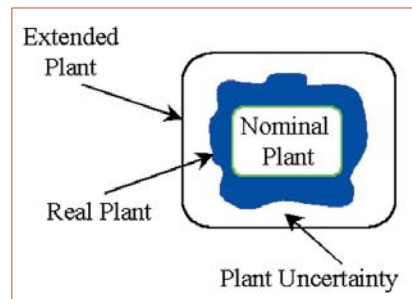 Extended
Plant
Nominal
Plant
Real Plant
Plant Uncertainty